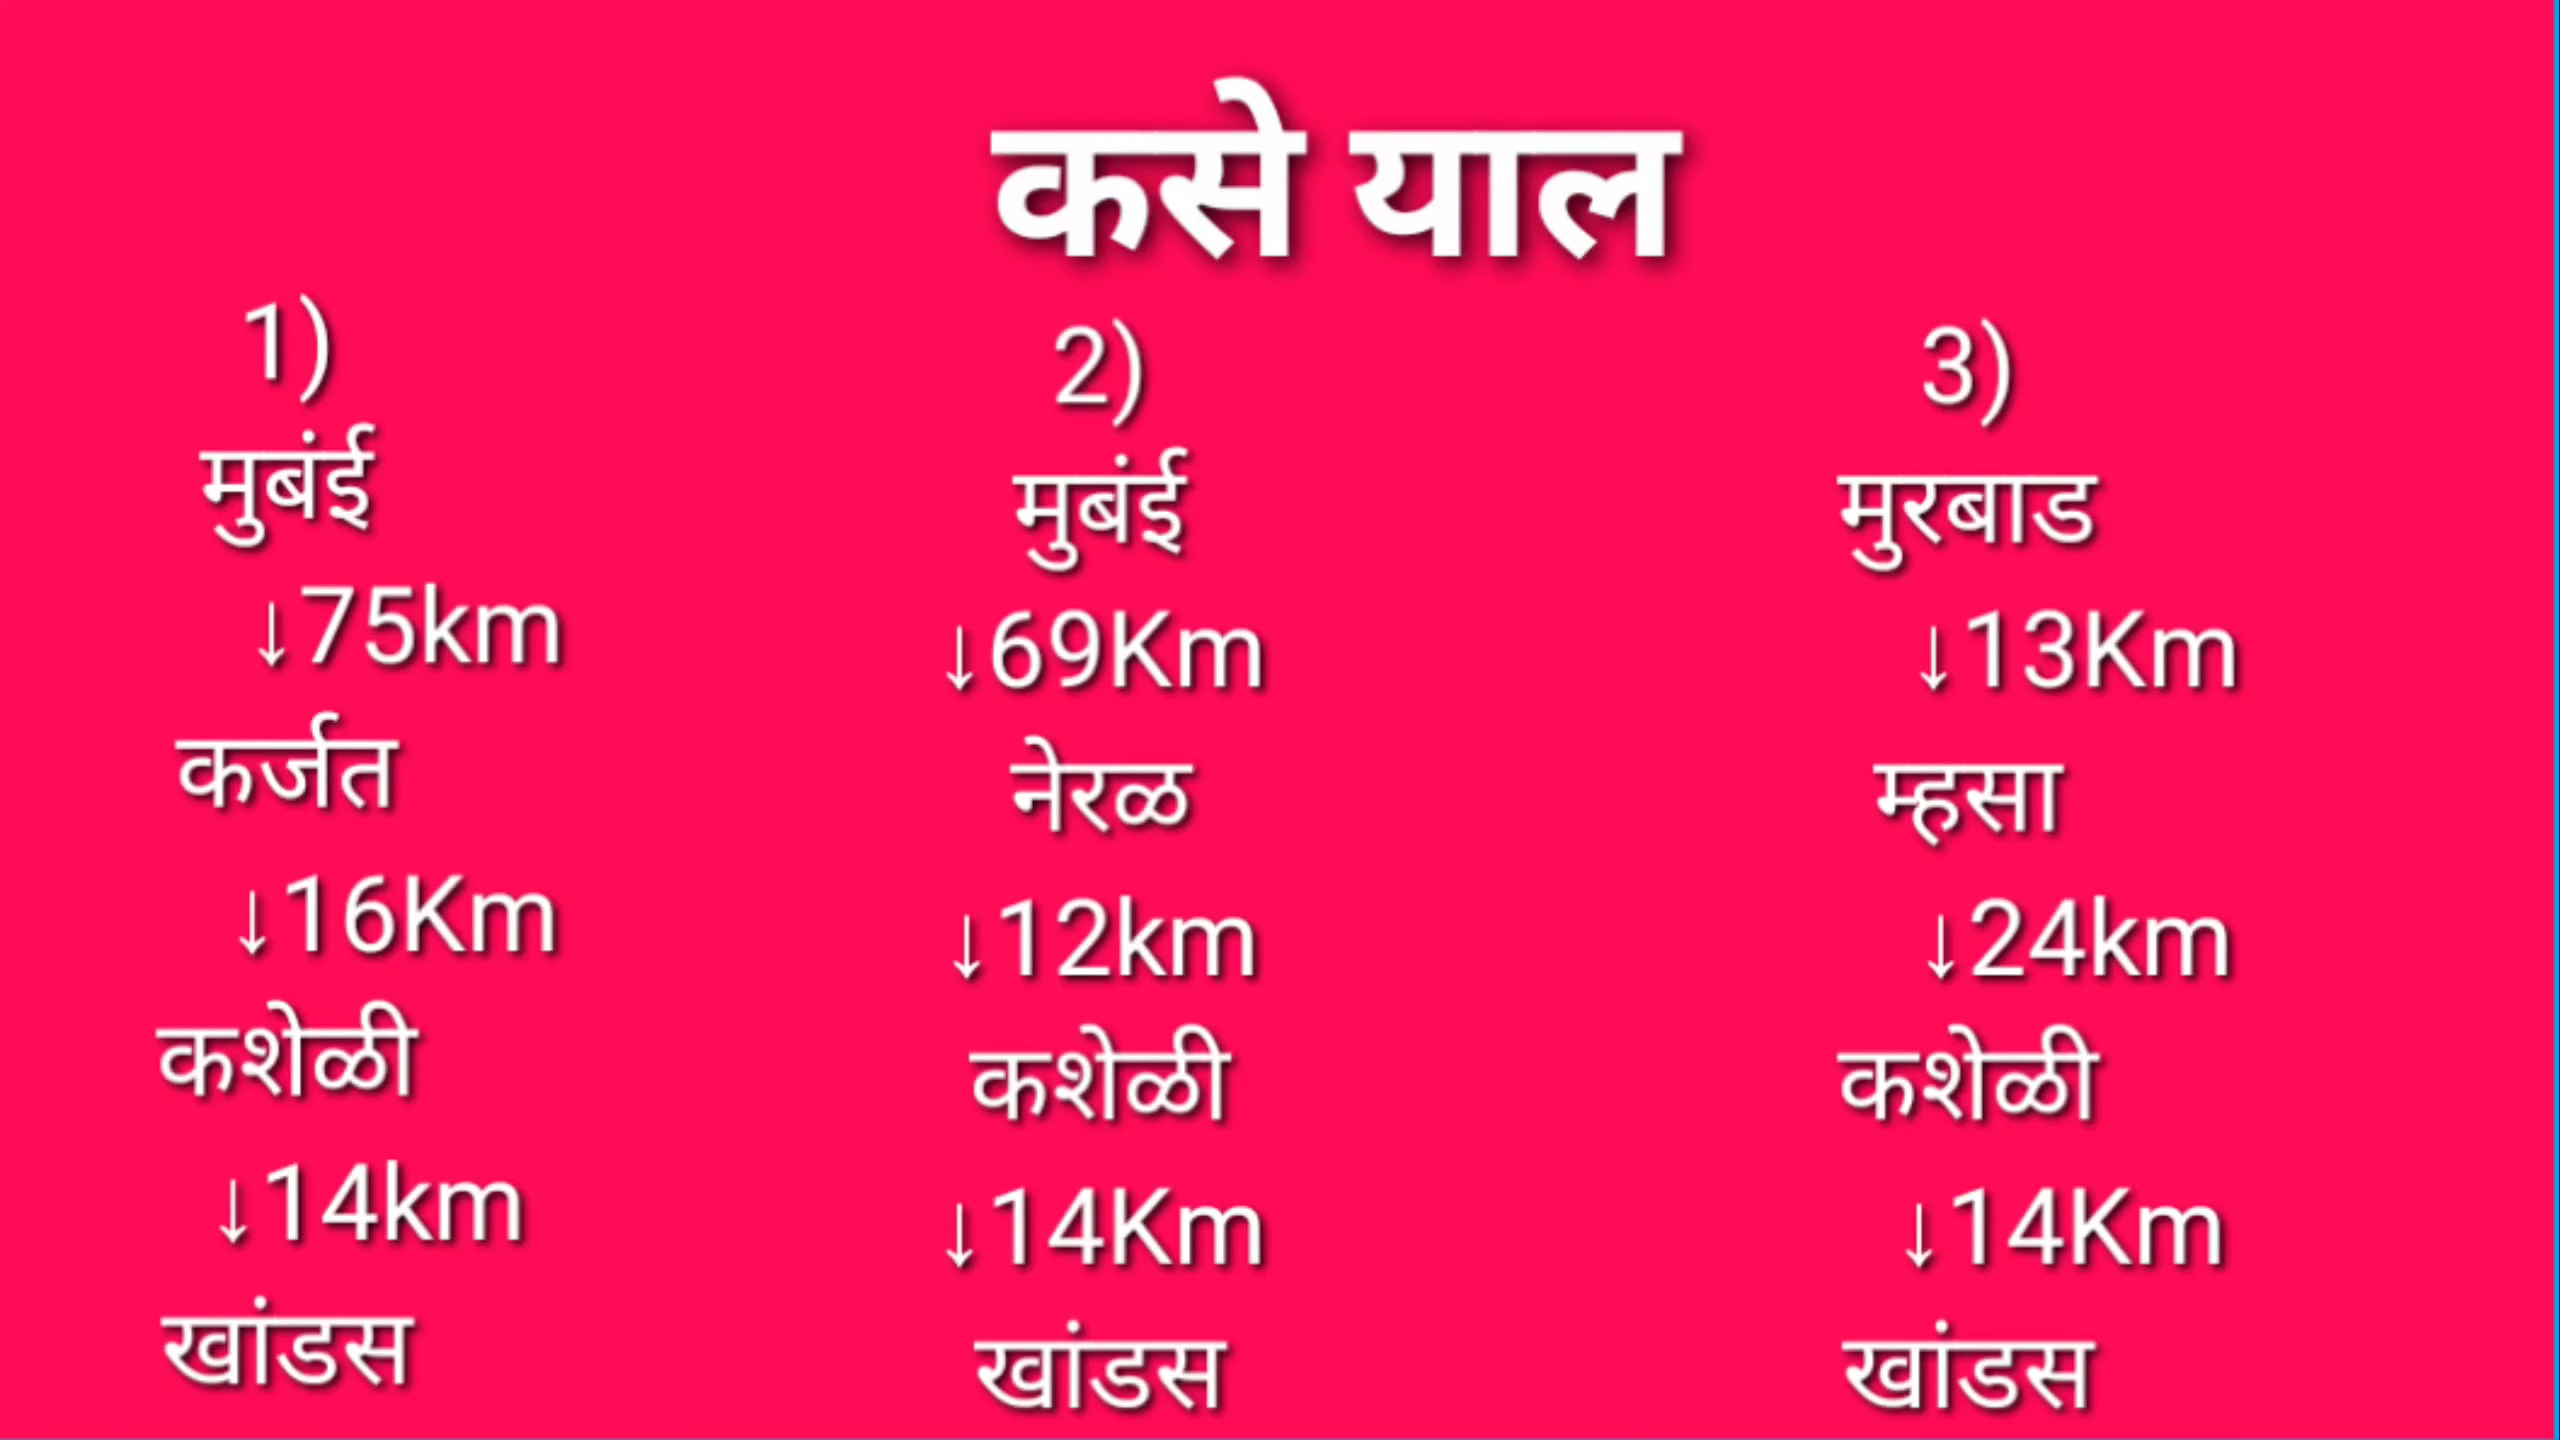 कसे याल
1)
मुबंई
↓75km
कर्जत
↓16Km
कशेळी
↓14km
खांडस
2)
मुबंई
↓69Km
नेरळ
↓12km
कशेळी
↓14Km
खांडस
3)
मुरबाड
↓13Km
म्हसा
↓24km
कशेळी
↓14Km
खांडस